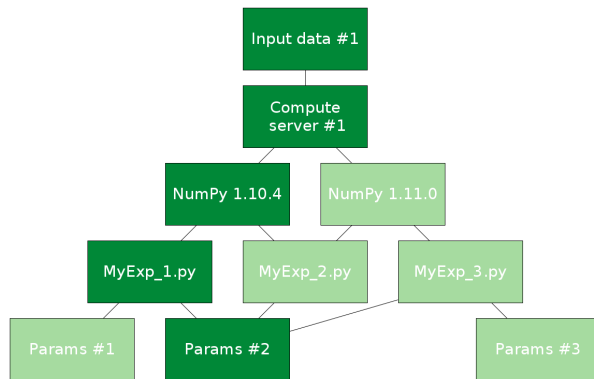 Input data #1
Compute
server #1
NumPy 1.10.4
NumPy 1.11.0
MyExp_1.py
MyExp_2.py
MyExp_3.py
Params #1
Params #2
Params #3